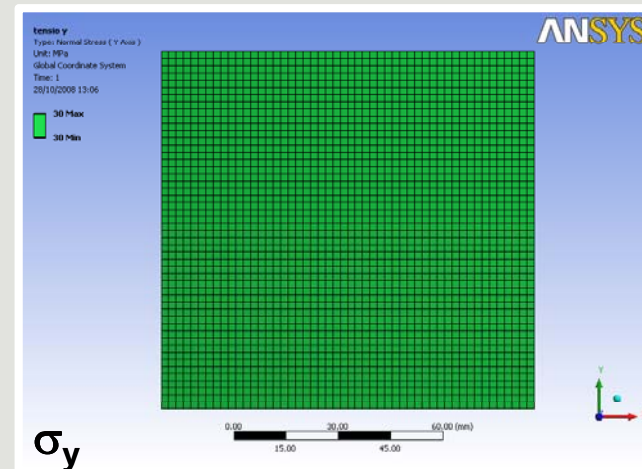 tensio y
Type: Normal Stress ( Y Axis )
Unit: MPa
Global Coordinate System
Time: 1
28/10/2008 13:06
30 Max
30 Min
ANSYS
0.00 30.00 60.00 (mm)
15.00 45.00
Y
σy